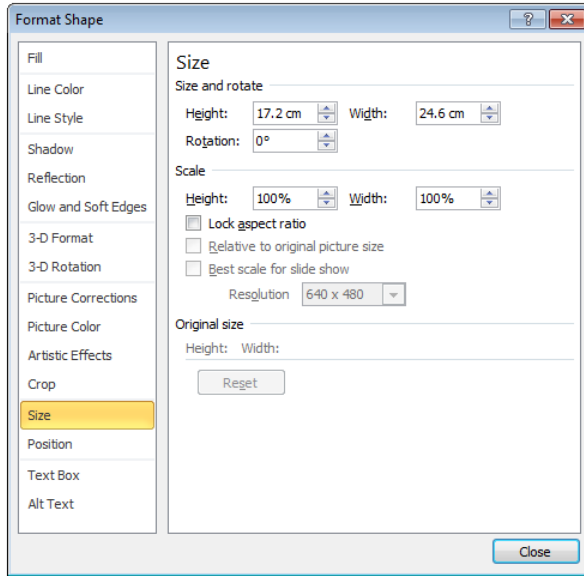 Format Shape
?
Fill
Line Color
Line Style
Shadow
Reflection
Glow and Soft Edges
3-D Format
3-D Rotation
Picture Corrections
Picture Color
Artistic Effects
Crop
Size
Position
Text Box
Alt Text
Size
Size and rotate
Height: 17.2 cm Width: 24.6 cm
Rotation: 0°
Scale
Height: 100% Width: 100%
Lock aspect ratio
Relative to original picture size
Best scale for slide show
Resolution 640 x 480
Original size
Height: Width:
Reset
Close